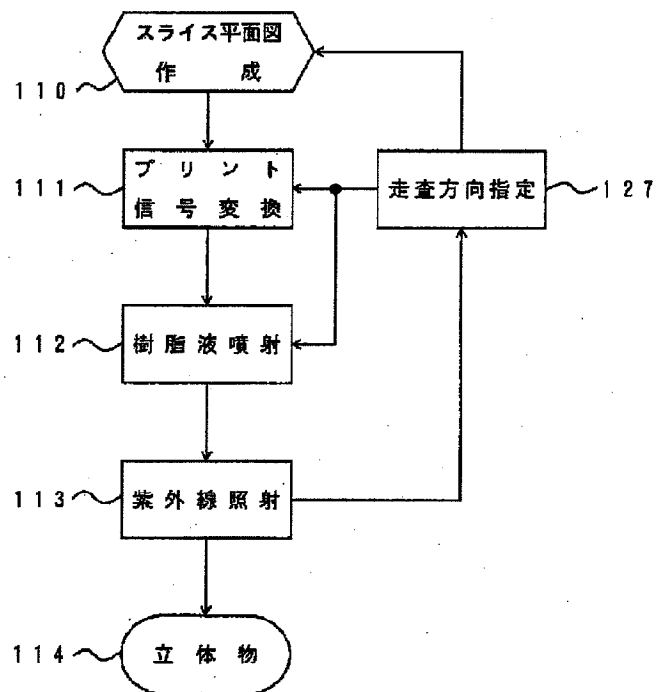 スライス平面図
作成
110
プリント
信号変換
111
走査方向指定
127
樹脂液噴射
112
紫外線照射
113
立体物
114